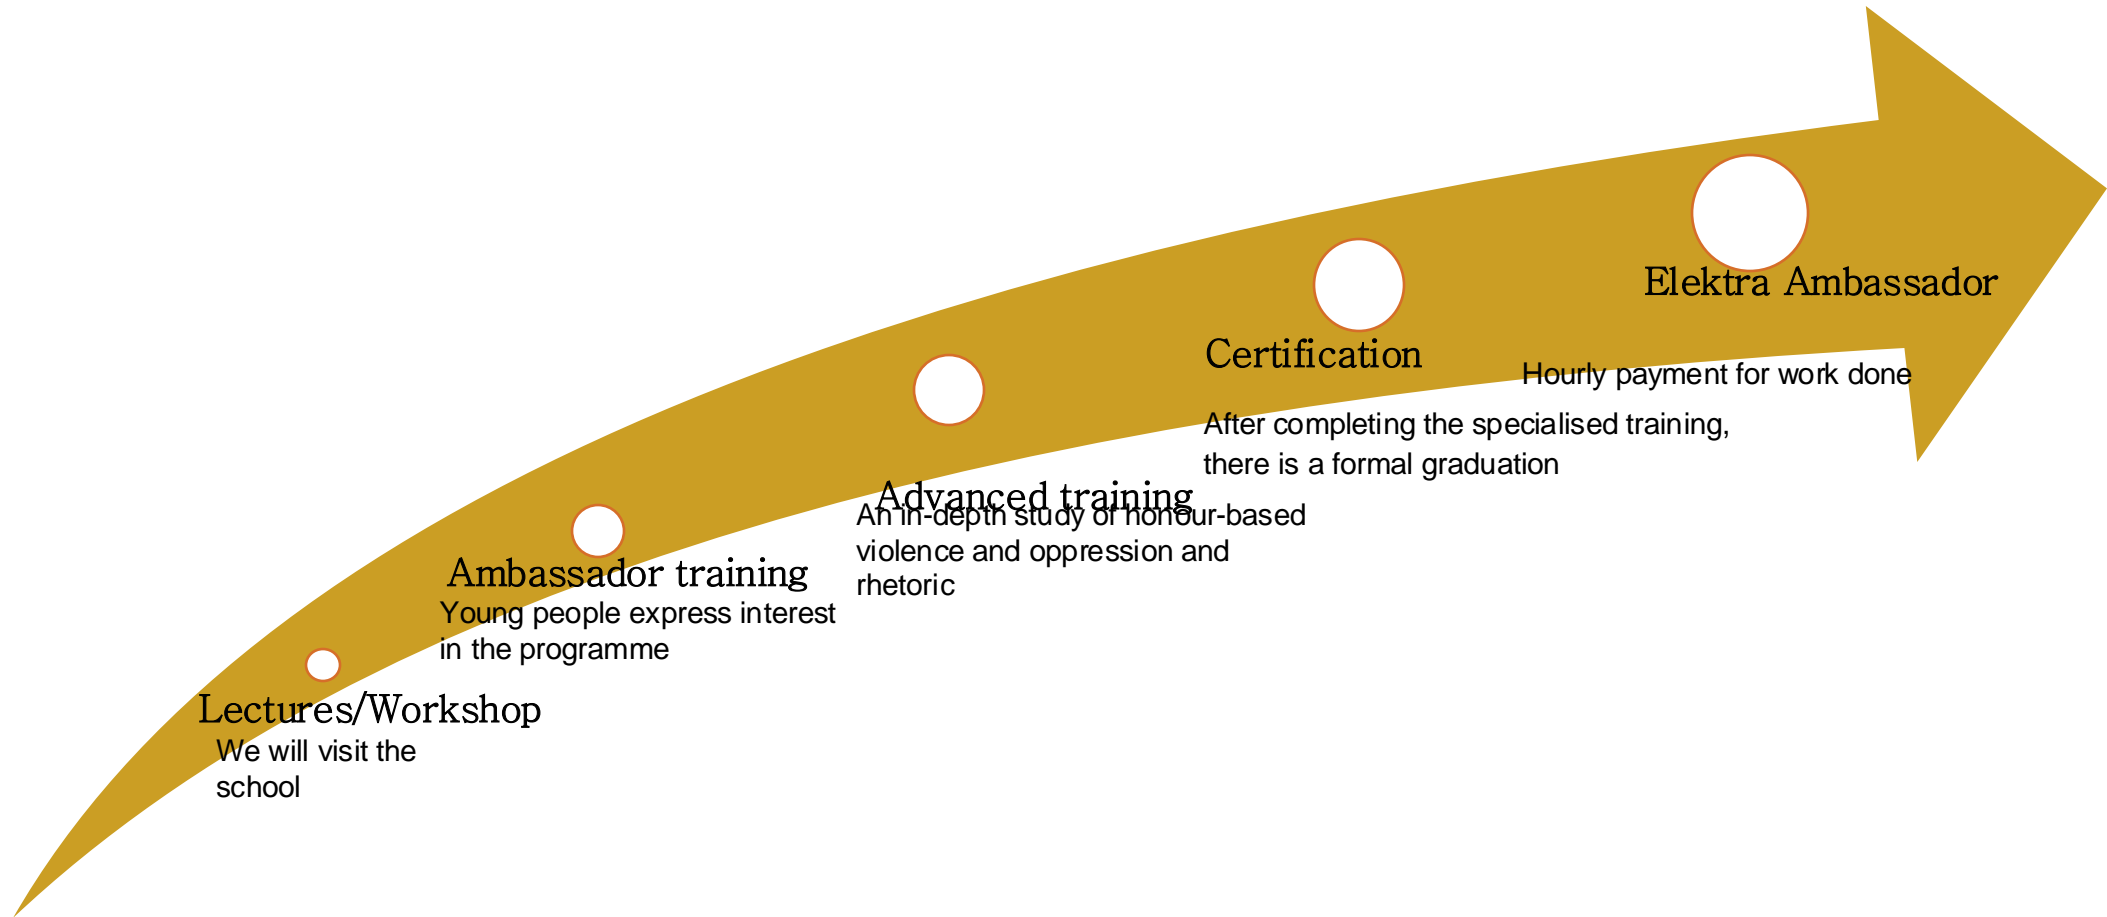 Lectures/Workshop
We will visit the
school
Ambassador training
Young people express interest
in the programme
Advanced training
An in-depth study of honour-based
violence and oppression and
rhetoric
Certification
After completing the specialised training,
there is a formal graduation
Elektra Ambassador
Hourly payment for work done